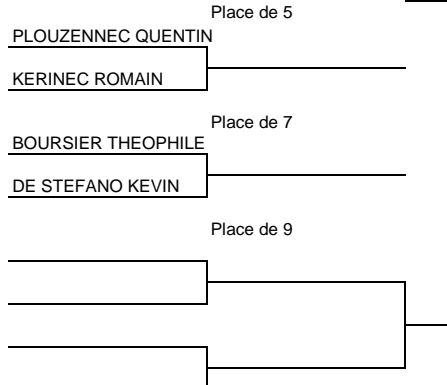 Place de 5
PLOUZENNEC QUENTIN
KERINEC ROMAIN
Place de 7
BOURSIER THEOPHILE
DE STEFANO KEVIN
Place de 9